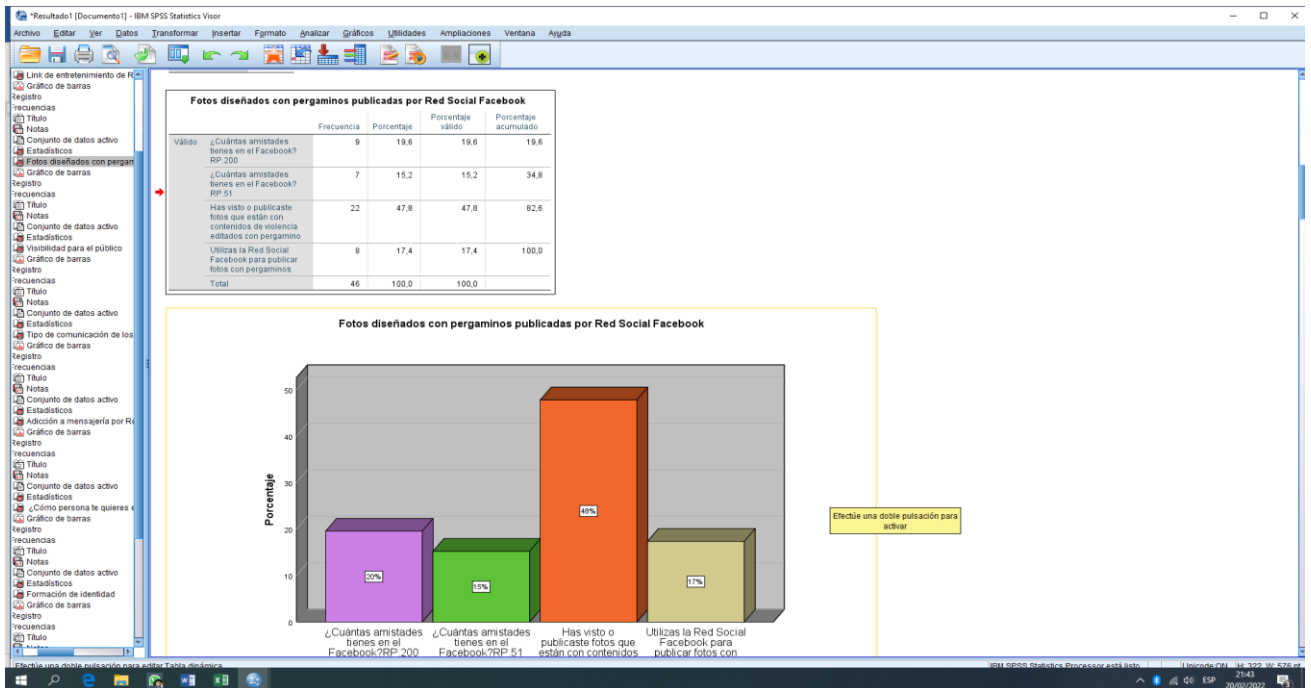 *Resultado1 [Documento1] - IBM SPSS Statistics Visor
Archivo Editar Ver Datos Transformar Insertar Formato Analizar Gráficos Utilidades Ampliaciones Ventana Ayuda
Link de entretenimiento de R
Gráfico de barras
Registro
Frecuencias
Título
Notas
Conjunto de datos activo
Estadísticos
Fotos diseñados con pergam
Gráfico de barras
Registro
Frecuencias
Título
Notas
Conjunto de datos activo
Estadísticos
Visibilidad para el público
Gráfico de barras
Registro
Frecuencias
Título
Notas
Conjunto de datos activo
Estadísticos
Tipo de comunicación de los
Gráfico de barras
Registro
Frecuencias
Título
Notas
Conjunto de datos activo
Estadísticos
Adicción a mensajería por Re
Gráfico de barras
Registro
Frecuencias
Título
Notas
Conjunto de datos activo
Estadísticos
¿Cómo persona te quieres
Gráfico de barras
Registro
Frecuencias
Título
Notas
Conjunto de datos activo
Estadísticos
Formación de identidad
Gráfico de barras
Registro
Frecuencias
Título
Fotos diseñados con pergaminos publicadas por Red Social Facebook
Frecuencia Porcentaje Porcentaje válido Porcentaje acumulado
Válido ¿Cuántas amistades 9 19,6 19,6 19,6
tienes en el Facebook?
RP.200
¿Cuántas amistades 7 15,2 15,2 34,8
tienes en el Facebook?
RP.51
Has visto o publicaste 22 47,8 47,8 82,6
fotos que están con
contenidos de violencia
editados con pergamino
Utilizas la Red Social 8 17,4 17,4 100,0
Facebook para publicar
fotos con pergaminos
Total 46 100,0 100,0
Fotos diseñados con pergaminos publicadas por Red Social Facebook
Porcentaje
50
40
30
20
10
0
20%
15%
48%
17%
¿Cuántas amistades
tienes en el
Facebook?RP.200
¿Cuántas amistades
tienes en el
Facebook?RP.51
Has visto o
publicaste fotos que
están con contenidos
Utilizas la Red Social
Facebook para
publicar fotos con
Efectúe una doble pulsación para
activar
Efectúe una doble pulsación para editar Tabla dinámica
IBM SPSS Statistics Processor está listo Unicode:ON H: 322, W: 576 pt
ESP
21:43
20/02/2022